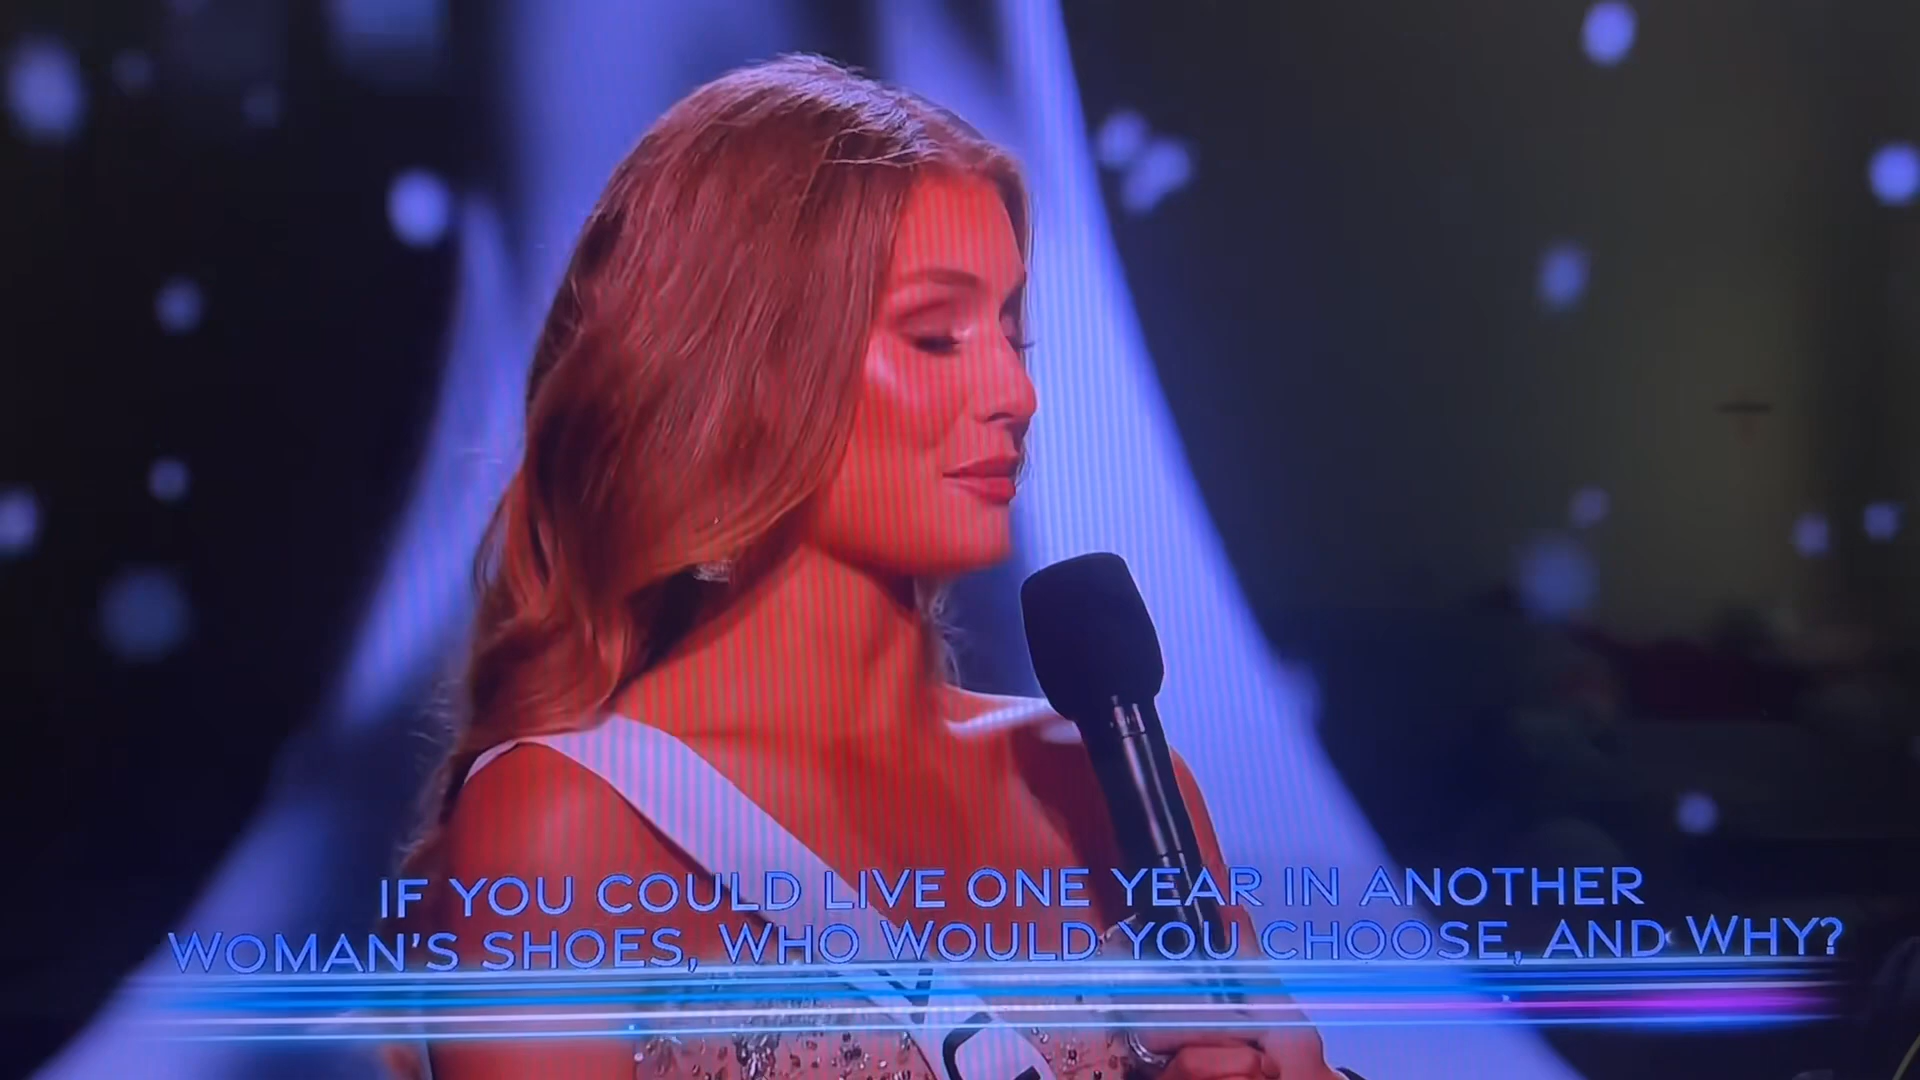 IF YOU COULD LIVE ONE YEAR IN ANOTHER
WOMAN'S SHOES, WHO WOULD YOU CHOOSE, AND WHY?